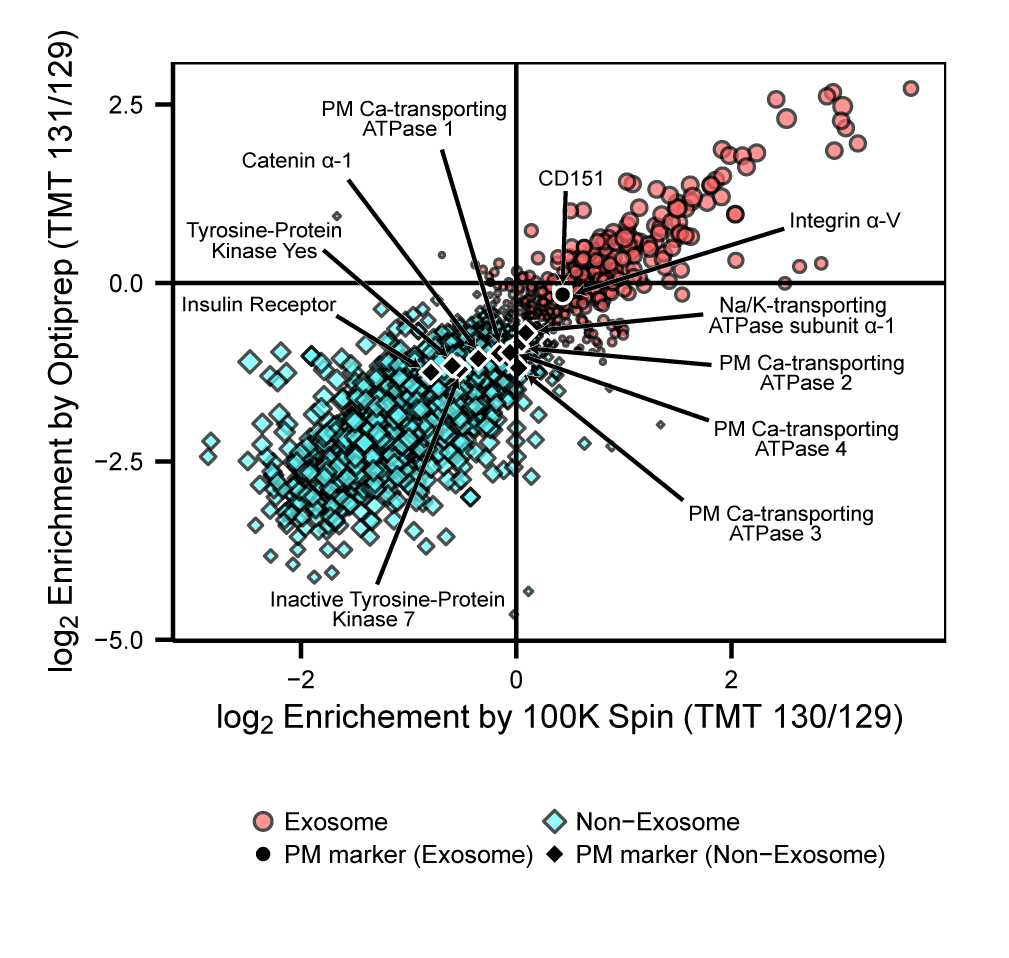 log2 Enrichment by Optiprep (TMT 131/129)
2.5
0.0
−2.5
−5.0
PM Ca-transporting
ATPase 1
Catenin α-1
Tyrosine-Protein
Kinase Yes
Insulin Receptor
CD151
Integrin α-V
Na/K-transporting
ATPase subunit α-1
PM Ca-transporting
ATPase 2
PM Ca-transporting
ATPase 4
PM Ca-transporting
ATPase 3
Inactive Tyrosine-Protein
Kinase 7
−2
0
2
log2 Enrichement by 100K Spin (TMT 130/129)
Exosome
Non−Exosome
PM marker (Exosome)
PM marker (Non−Exosome)